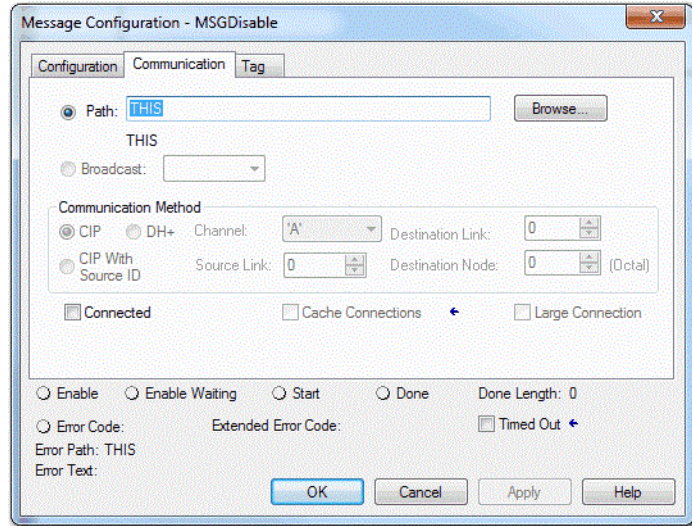 Message Configuration - MSGDisable
Configuration Communication Tag
Path: THIS Browse...
THIS
Broadcast:
Communication Method
CIP DH+ Channel: 'A' Destination Link: 0
CIP With Source ID Source Link: 0 Destination Node: 0 (Octal)
Connected Cache Connections Large Connection
Enable Enable Waiting Start Done Done Length: 0
Error Code: Extended Error Code: Timed Out
Error Path: THIS
Error Text:
OK Cancel Apply Help